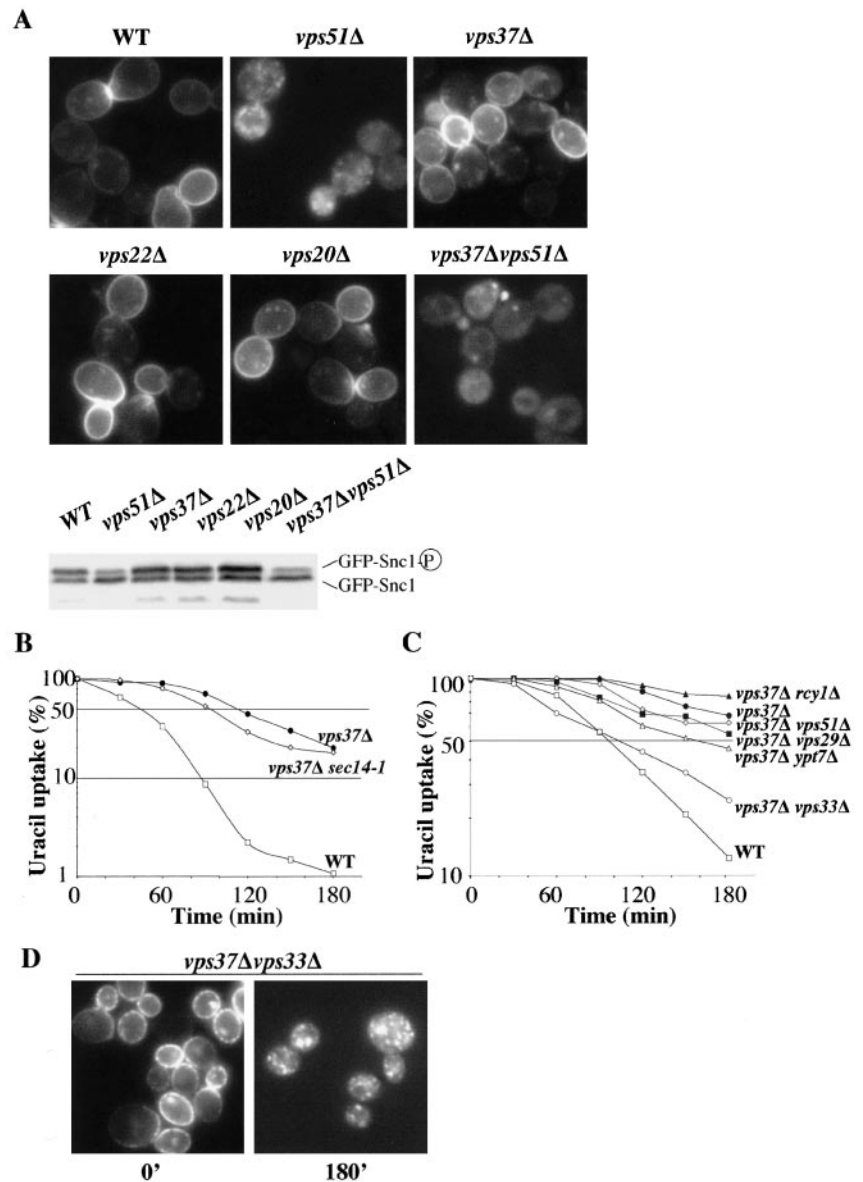 A
WT
vps51Δ
vps37Δ
vps22Δ
vps20Δ
vps37Δvps51Δ
WT
vps51Δ
vps37Δ
vps22Δ
vps20Δ
vps37Δvps51Δ
GFP-Snc1-P
GFP-Snc1
B
Uracil uptake (%)
100
50
10
1
vps37Δ
vps37Δ sec14-1
WT
0 60 120 180
Time (min)
C
Uracil uptake (%)
100
50
10
vps37Δ rcy1Δ
vps37Δ
vps37Δ vps51Δ
vps37Δ vps29Δ
vps37Δ ypt7Δ
vps37Δ vps33Δ
WT
0 60 120 180
Time (min)
D
vps37Δvps33Δ
0'
180'